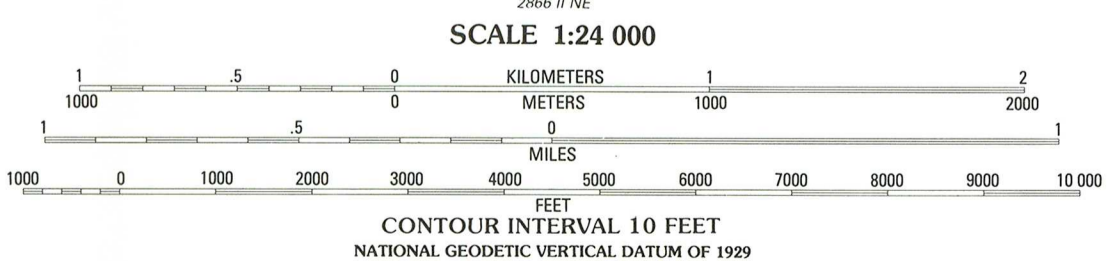 2866 II NE
SCALE 1:24 000
1 .5 0 KILOMETERS 1 2
1000 0 METERS 1000 2000
1 .5 0 1
MILES
1000 0 1000 2000 3000 4000 5000 6000 7000 8000 9000 10 000
FEET
CONTOUR INTERVAL 10 FEET
NATIONAL GEODETIC VERTICAL DATUM OF 1929